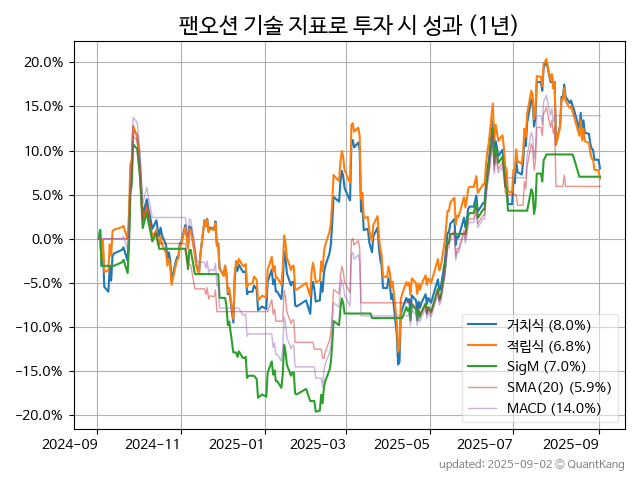 팬오션 기술 지표로 투자 시 성과 (1년)
20.0%
15.0%
10.0%
5.0%
0.0%
−5.0%
−10.0%
−15.0%
−20.0%
거치식 (8.0%)
적립식 (6.8%)
SigM (7.0%)
SMA(20) (5.9%)
MACD (14.0%)
2024-09 2024-11 2025-01 2025-03 2025-05 2025-07 2025-09
updated: 2025-09-02 © QuantKang